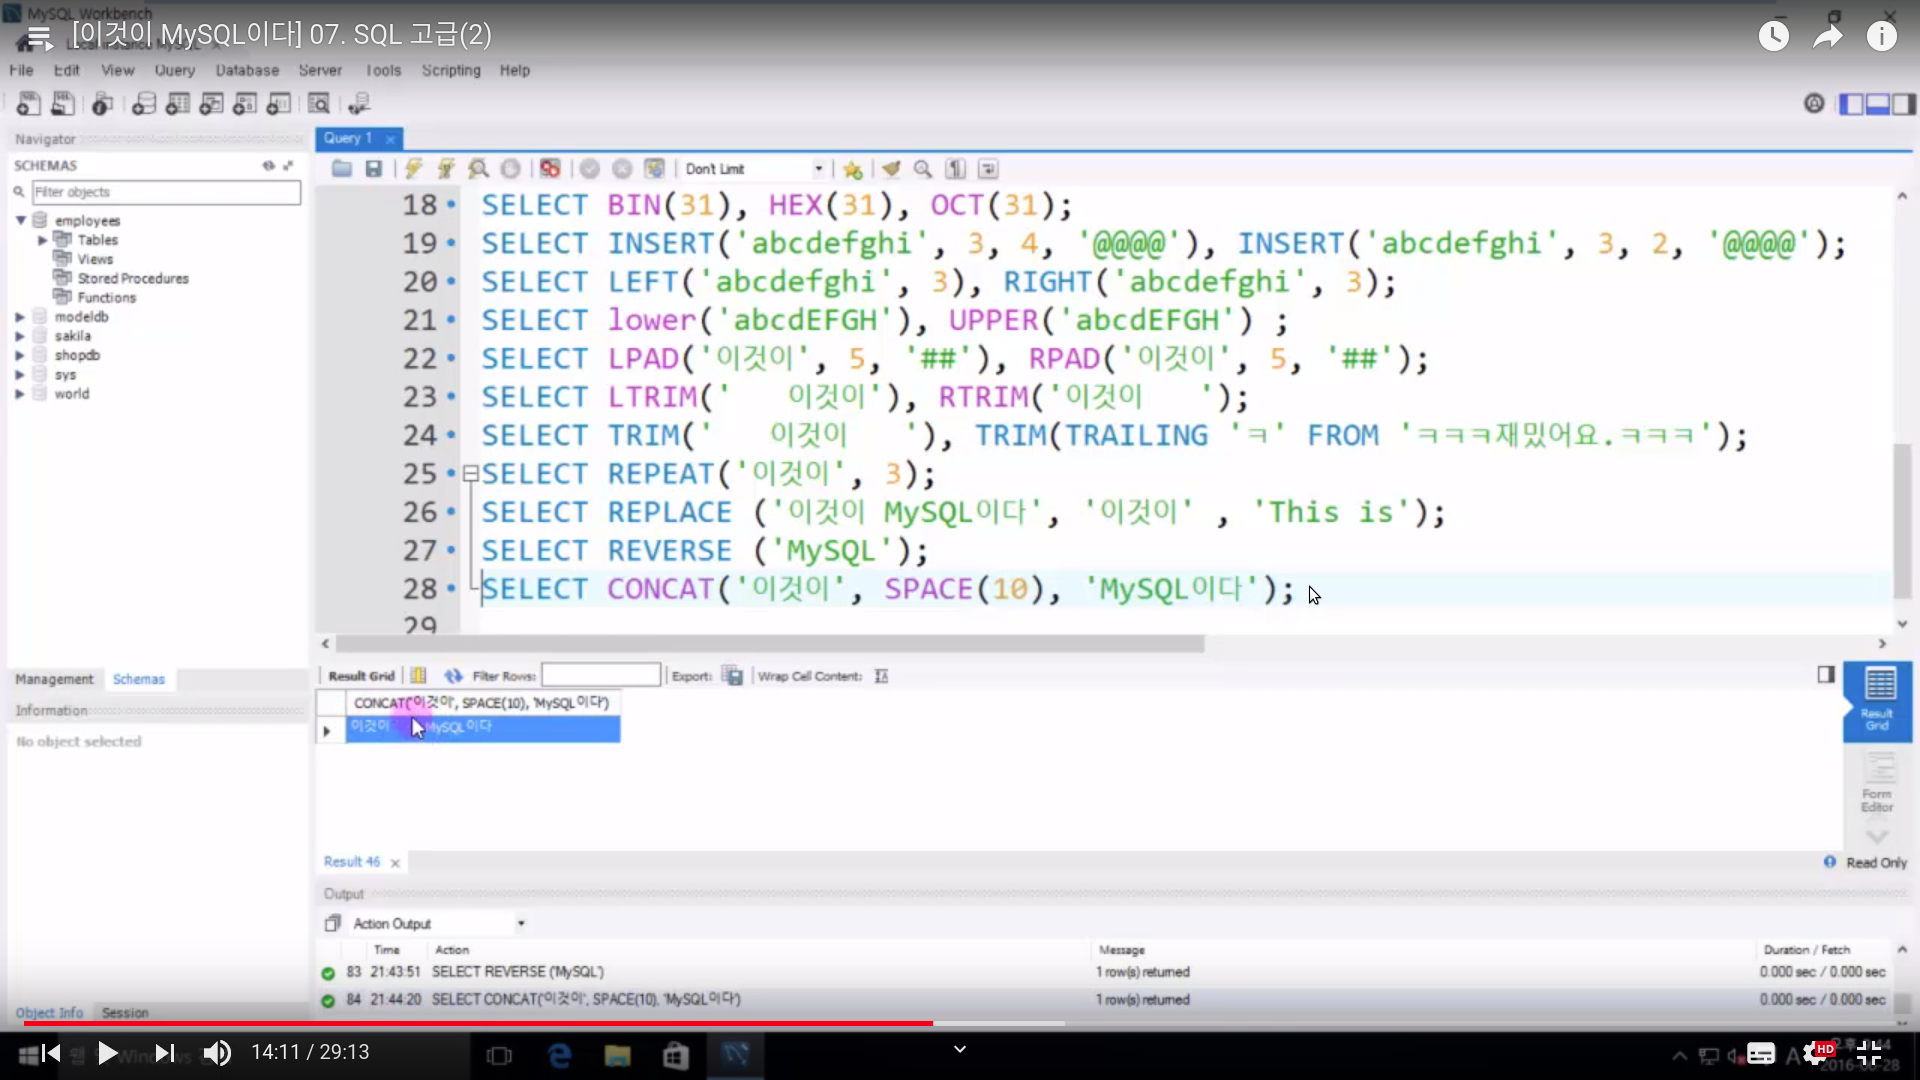 MySQL Workbench
[이것이 MySQL이다] 07. SQL 고급(2)
File Edit View Query Database Server Tools Scripting Help
Navigator
Query 1
SCHEMAS
Don't Limit
Filter objects
employees
Tables
Views
Stored Procedures
Functions
modeldb
sakila
shopdb
sys
world
18 SELECT BIN(31), HEX(31), OCT(31);
19 SELECT INSERT('abcdefghi', 3, 4, '@@@@'), INSERT('abcdefghi', 3, 2, '@@@@');
20 SELECT LEFT('abcdefghi', 3), RIGHT('abcdefghi', 3);
21 SELECT lower('abcdEFGH'), UPPER('abcdEFGH') ;
22 SELECT LPAD('이것이', 5, '##'), RPAD('이것이', 5, '##');
23 SELECT LTRIM('   이것이'), RTRIM('이것이   ');
24 SELECT TRIM('   이것이   '), TRIM(TRAILING 'ㅋ' FROM 'ㅋㅋㅋ재밌어요.ㅋㅋㅋ');
25 SELECT REPEAT('이것이', 3);
26 SELECT REPLACE ('이것이 MySQL이다', '이것이' , 'This is');
27 SELECT REVERSE ('MySQL');
28 SELECT CONCAT('이것이', SPACE(10), 'MySQL이다');
29
Management Schemas
Information
No object selected
Result Grid Filter Rows: Export: Wrap Cell Content:
CONCAT('이것이', SPACE(10), 'MySQL이다')
이것이 MySQL이다
Result Grid
Form Editor
Result 46
Read Only
Output
Action Output
Time Action Message Duration / Fetch
83 21:43:51 SELECT REVERSE ('MySQL') 1 row(s) returned 0.000 sec / 0.000 sec
84 21:44:20 SELECT CONCAT('이것이', SPACE(10), 'MySQL이다') 1 row(s) returned 0.000 sec / 0.000 sec
Object Info Session
14:11 / 29:13
HD